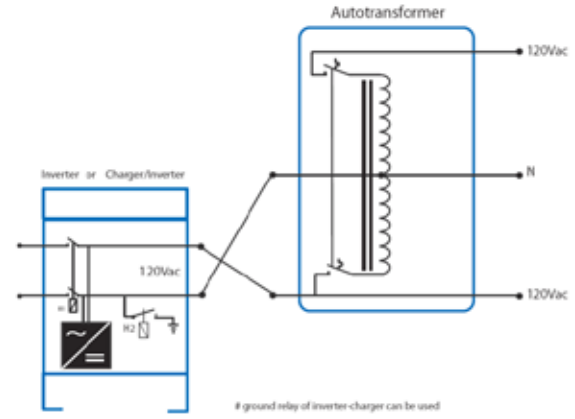 Autotransformer
120Vac
N
Inverter or Charger/Inverter
120Vac
120Vac
H2
# ground relay of inverter-charger can be used